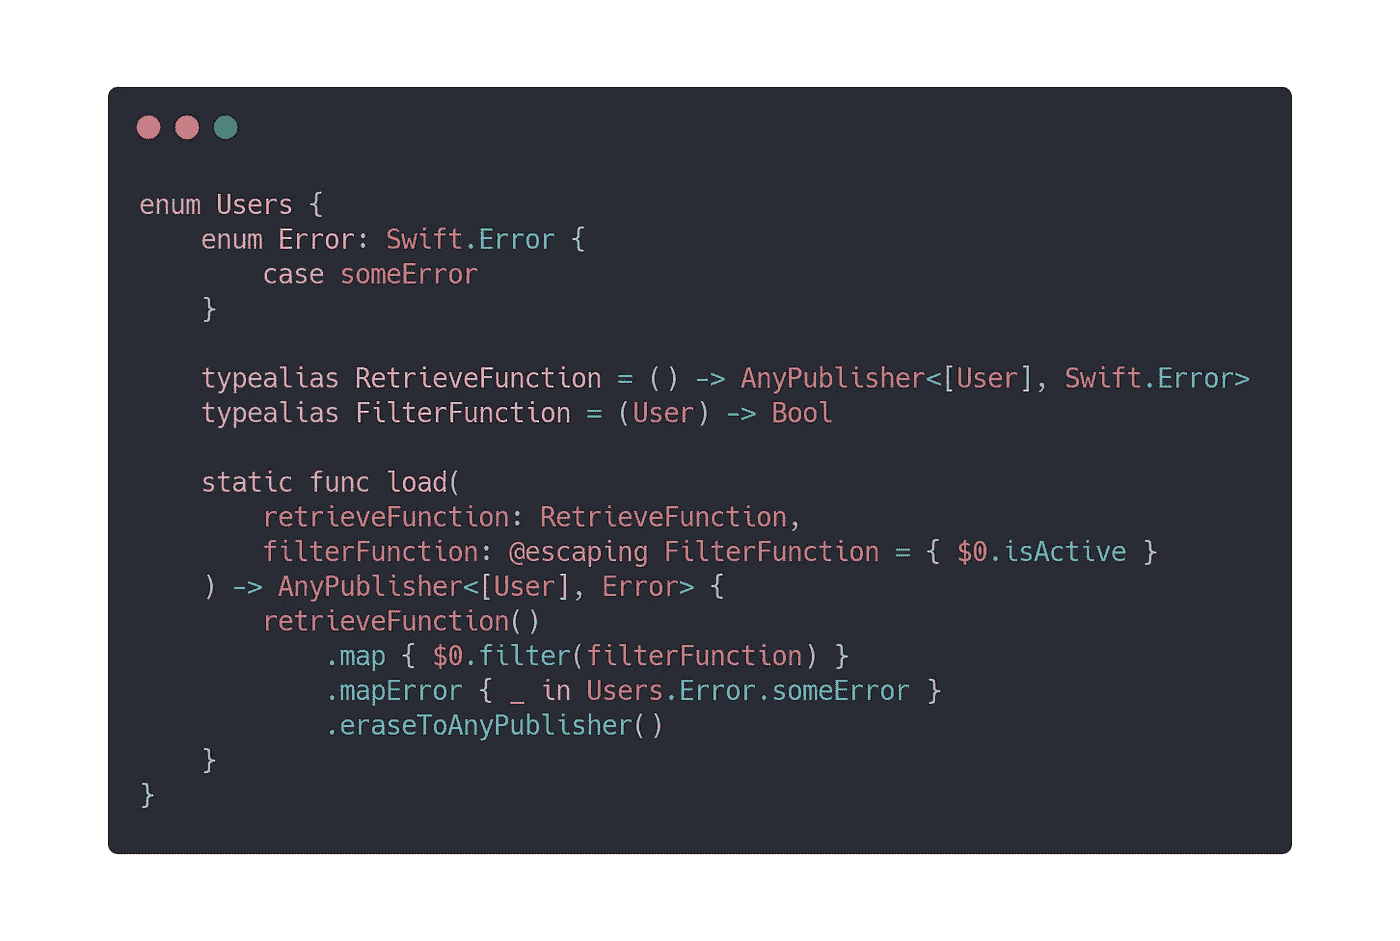 enum Users {
    enum Error: Swift.Error {
        case someError
    }

    typealias RetrieveFunction = () -> AnyPublisher<[User], Swift.Error>
    typealias FilterFunction = (User) -> Bool

    static func load(
        retrieveFunction: RetrieveFunction,
        filterFunction: @escaping FilterFunction = { $0.isActive }
    ) -> AnyPublisher<[User], Error> {
        retrieveFunction()
            .map { $0.filter(filterFunction) }
            .mapError { _ in Users.Error.someError }
            .eraseToAnyPublisher()
    }
}